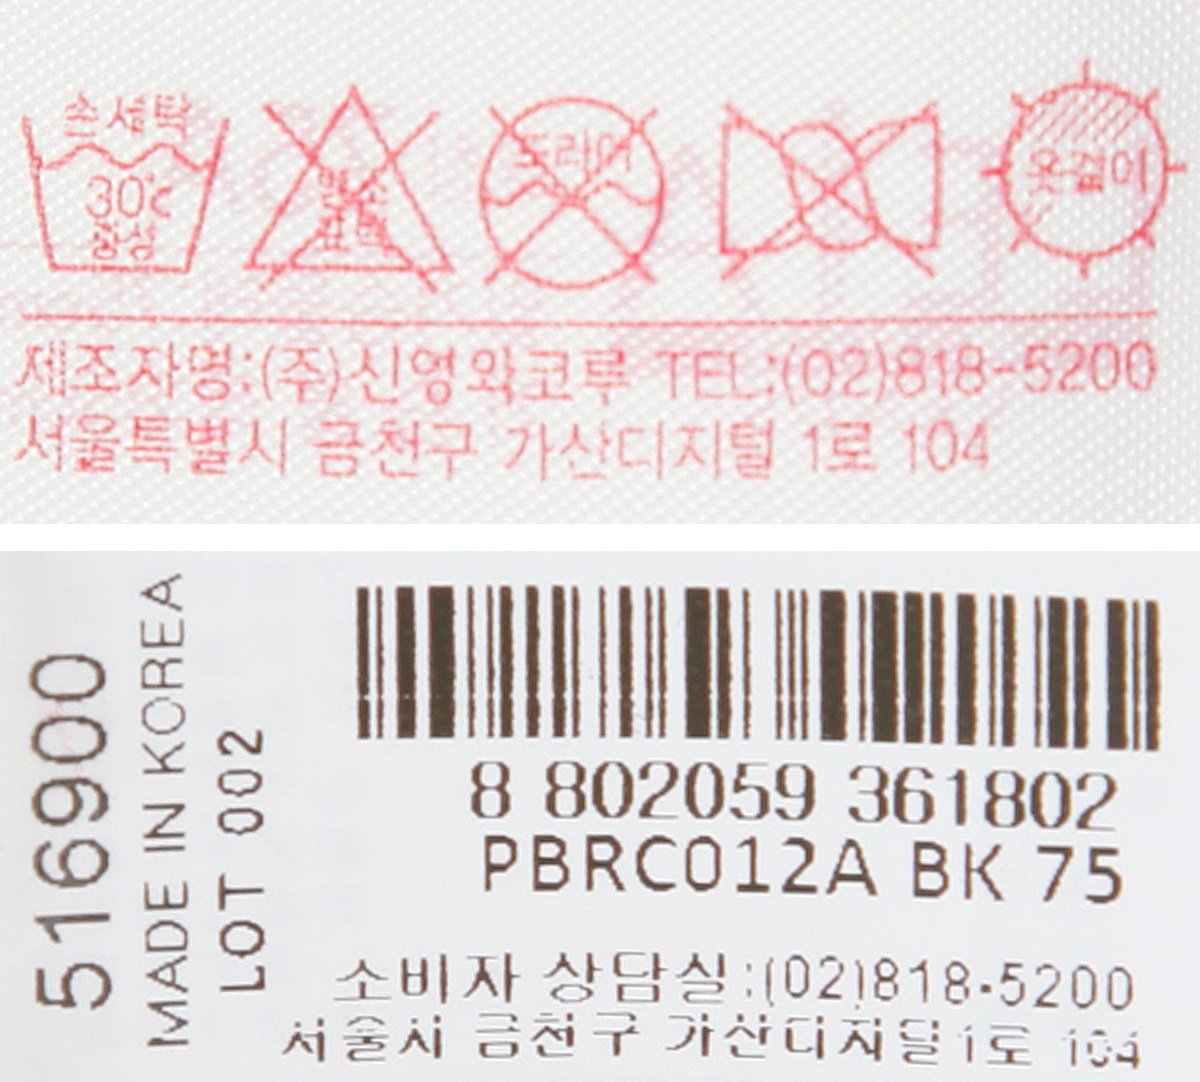 손세탁
30℃
중성
염소
표백
드라이
옷걸이
제조자명:(주)신영와코루 TEL:(02)818-5200
서울특별시 금천구 가산디지털 1로 104
516900
MADE IN KOREA
LOT 002
8 802059 361802
PBRC012A BK 75
소비자 상담실:(02)818-5200
서울시 금천구 가산디지털1로 104